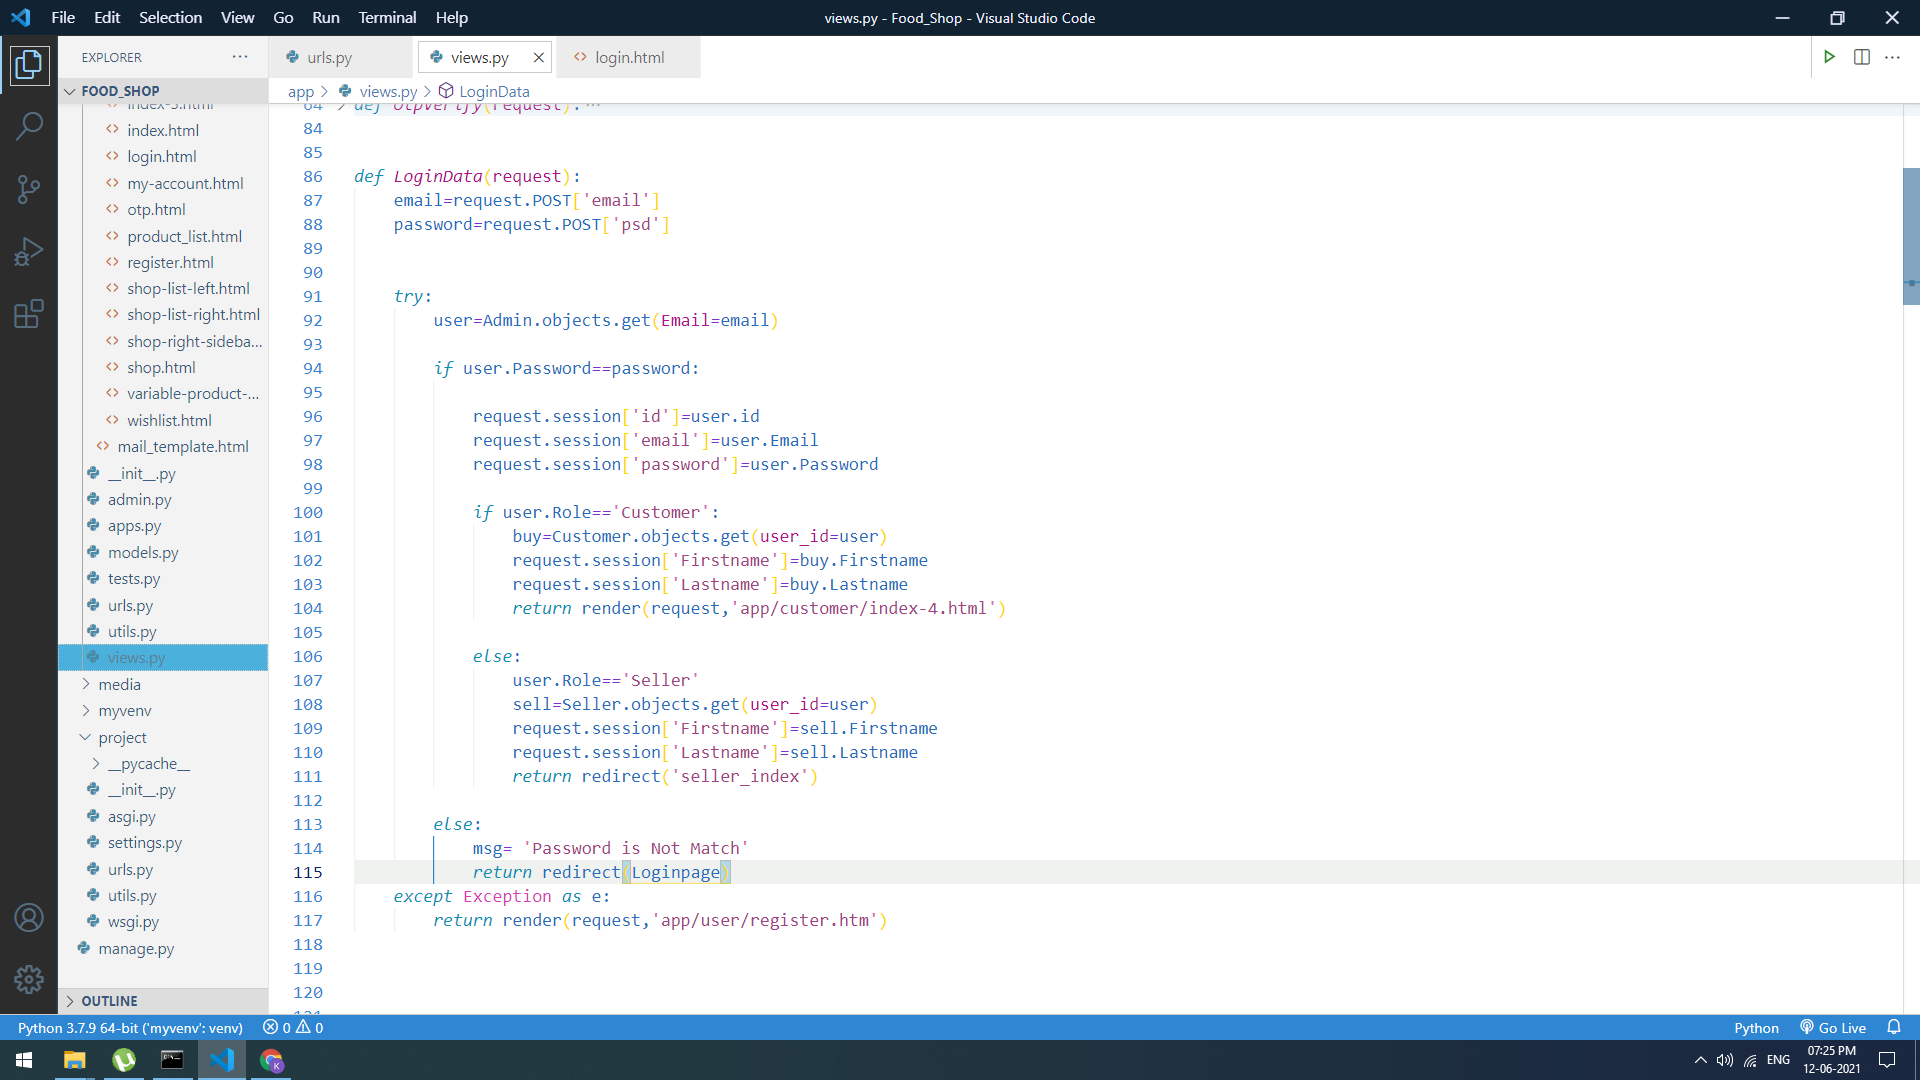 File Edit Selection View Go Run Terminal Help
views.py - Food_Shop - Visual Studio Code
EXPLORER
FOOD_SHOP
index-3.html
index.html
login.html
my-account.html
otp.html
product_list.html
register.html
shop-list-left.html
shop-list-right.html
shop-right-sideba...
shop.html
variable-product-...
wishlist.html
mail_template.html
__init__.py
admin.py
apps.py
models.py
tests.py
urls.py
utils.py
views.py
media
myvenv
project
__pycache__
__init__.py
asgi.py
settings.py
urls.py
utils.py
wsgi.py
manage.py
OUTLINE
urls.py views.py login.html
app > views.py > LoginData
64 def OtpVerify(request): ...
84
85
86 def LoginData(request):
87 email=request.POST['email']
88 password=request.POST['psd']
89
90
91 try:
92 user=Admin.objects.get(Email=email)
93
94 if user.Password==password:
95
96 request.session['id']=user.id
97 request.session['email']=user.Email
98 request.session['password']=user.Password
99
100 if user.Role=='Customer':
101 buy=Customer.objects.get(user_id=user)
102 request.session['Firstname']=buy.Firstname
103 request.session['Lastname']=buy.Lastname
104 return render(request,'app/customer/index-4.html')
105
106 else:
107 user.Role=='Seller'
108 sell=Seller.objects.get(user_id=user)
109 request.session['Firstname']=sell.Firstname
110 request.session['Lastname']=sell.Lastname
111 return redirect('seller_index')
112
113 else:
114 msg= 'Password is Not Match'
115 return redirect(Loginpage)
116 except Exception as e:
117 return render(request,'app/user/register.htm')
118
119
120
121
Python 3.7.9 64-bit ('myvenv': venv) 0 0 Python Go Live
ENG
07:25 PM
12-06-2021